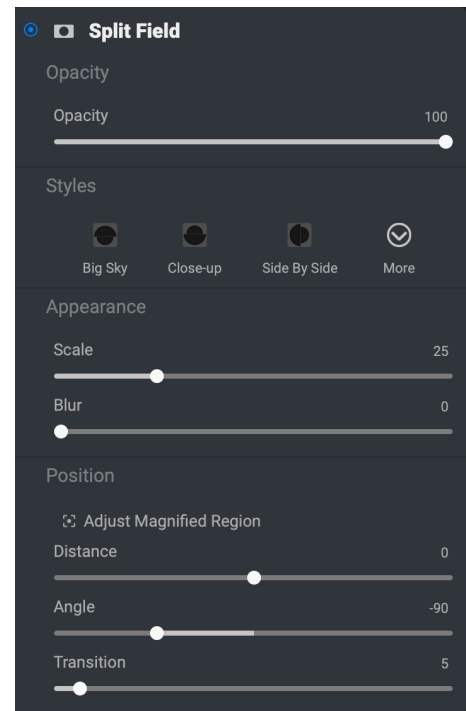 Split Field
Opacity
Opacity 100
Styles
Big Sky Close-up Side By Side More
Appearance
Scale 25
Blur 0
Position
Adjust Magnified Region
Distance 0
Angle -90
Transition 5